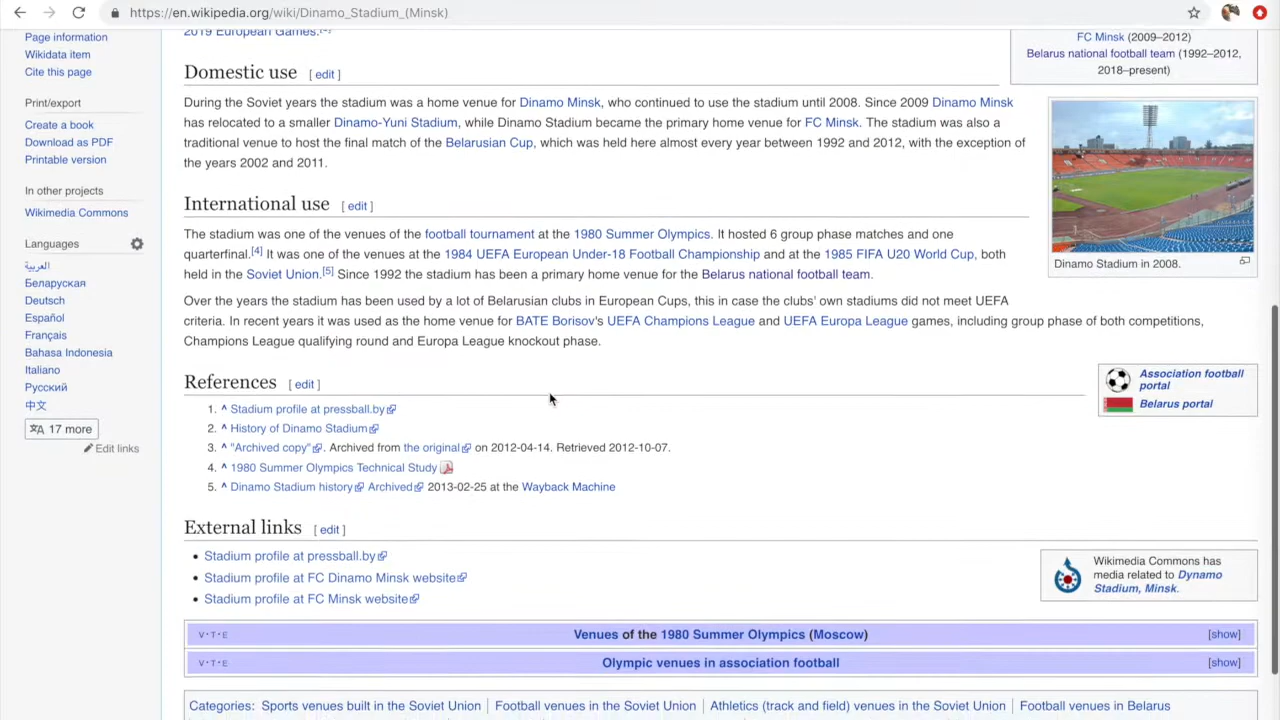 https://en.wikipedia.org/wiki/Dinamo_Stadium_(Minsk)
Page information
Wikidata item
Cite this page
Print/export
Create a book
Download as PDF
Printable version
In other projects
Wikimedia Commons
Languages
العربية
Беларуская
Deutsch
Español
Français
Bahasa Indonesia
Italiano
Русский
中文
17 more
Edit links
2019 European Games.
Domestic use [ edit ]
During the Soviet years the stadium was a home venue for Dinamo Minsk, who continued to use the stadium until 2008. Since 2009 Dinamo Minsk
has relocated to a smaller Dinamo-Yuni Stadium, while Dinamo Stadium became the primary home venue for FC Minsk. The stadium was also a
traditional venue to host the final match of the Belarusian Cup, which was held here almost every year between 1992 and 2012, with the exception of
the years 2002 and 2011.
International use [ edit ]
The stadium was one of the venues of the football tournament at the 1980 Summer Olympics. It hosted 6 group phase matches and one
quarterfinal.[4] It was one of the venues at the 1984 UEFA European Under-18 Football Championship and at the 1985 FIFA U20 World Cup, both
held in the Soviet Union.[5] Since 1992 the stadium has been a primary home venue for the Belarus national football team.
Over the years the stadium has been used by a lot of Belarusian clubs in European Cups, this in case the clubs' own stadiums did not meet UEFA
criteria. In recent years it was used as the home venue for BATE Borisov's UEFA Champions League and UEFA Europa League games, including group phase of both competitions,
Champions League qualifying round and Europa League knockout phase.
References [ edit ]
1. ^ Stadium profile at pressball.by
2. ^ History of Dinamo Stadium
3. ^ "Archived copy". Archived from the original on 2012-04-14. Retrieved 2012-10-07.
4. ^ 1980 Summer Olympics Technical Study
5. ^ Dinamo Stadium history Archived 2013-02-25 at the Wayback Machine
External links [ edit ]
• Stadium profile at pressball.by
• Stadium profile at FC Dinamo Minsk website
• Stadium profile at FC Minsk website
FC Minsk (2009–2012)
Belarus national football team (1992–2012,
2018–present)
Dinamo Stadium in 2008.
Association football
portal
Belarus portal
Wikimedia Commons has
media related to Dynamo
Stadium, Minsk.
V·T·E Venues of the 1980 Summer Olympics (Moscow) [show]
V·T·E Olympic venues in association football [show]
Categories: Sports venues built in the Soviet Union | Football venues in the Soviet Union | Athletics (track and field) venues in the Soviet Union | Football venues in Belarus